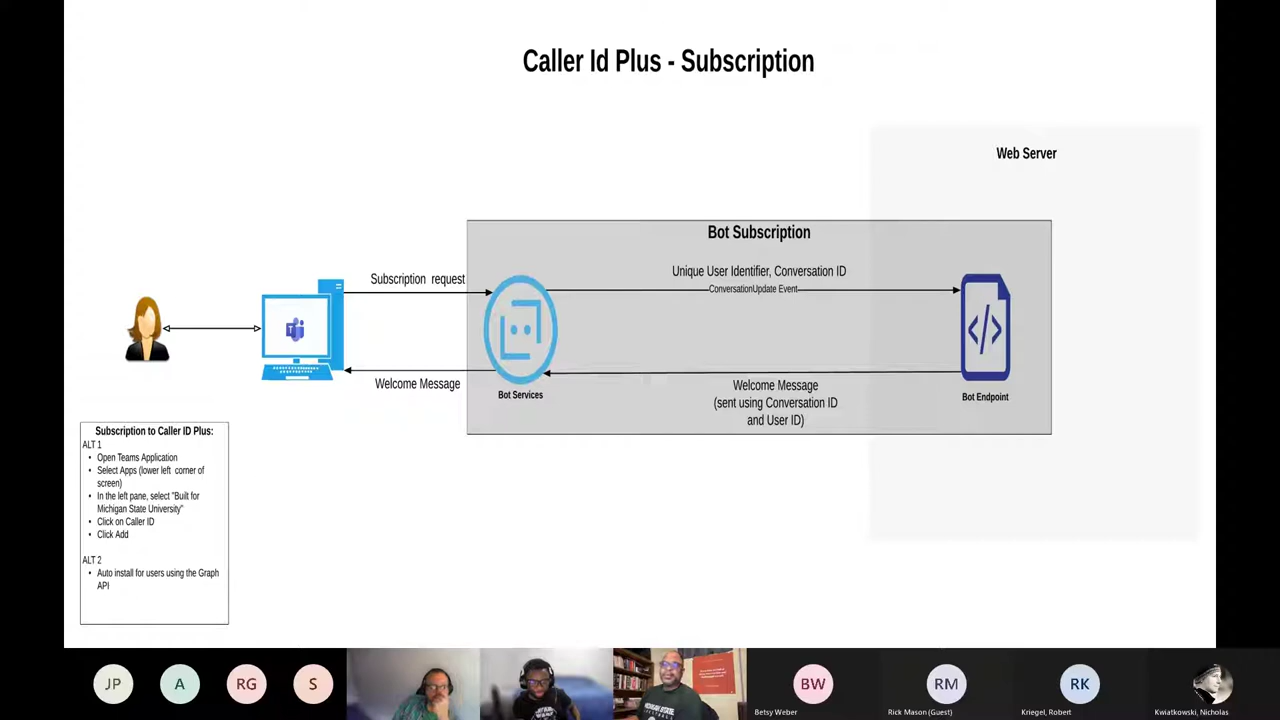 Caller Id Plus - Subscription
Web Server
Bot Subscription
Unique User Identifier, Conversation ID
ConversationUpdate Event
Subscription request
Welcome Message
Bot Services
Welcome Message
(sent using Conversation ID
and User ID)
Bot Endpoint
Subscription to Caller ID Plus:
ALT 1
• Open Teams Application
• Select Apps (lower left corner of
screen)
• In the left pane, select "Built for
Michigan State University"
• Click on Caller ID
• Click Add
ALT 2
• Auto install for users using the Graph
API
JP
A
RG
S
BW
RM
RK
Betsy Weber
Rick Mason (Guest)
Kriegel, Robert
Kwiatkowski, Nicholas